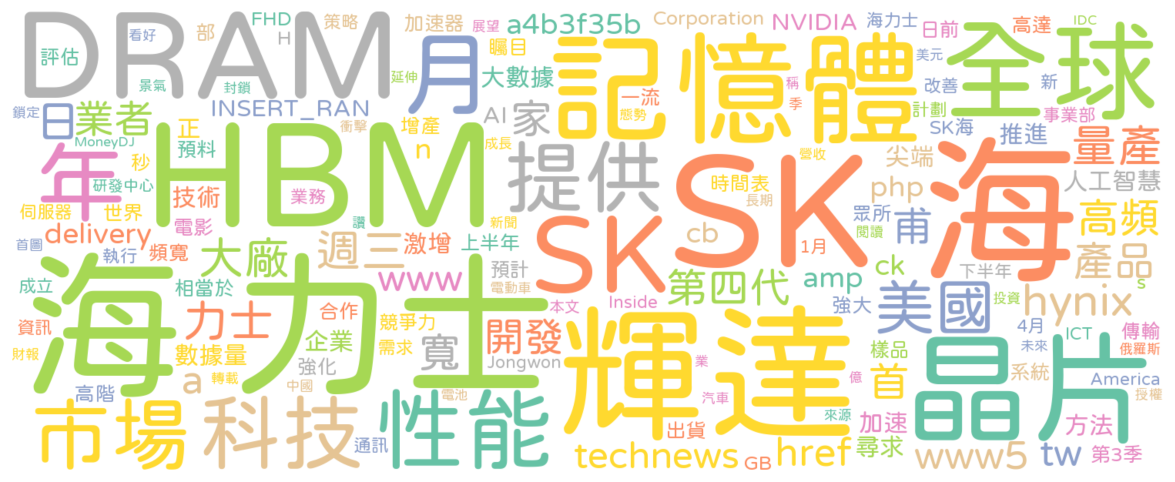 DRAM
FHD
策略
加速器
展望
a4b3f35b
Corporation
NVIDIA
海力士
日前
高達
IDC
看好
部
H
矚目
美元
評估
延伸
大數據
月
記憶體
稱
改善
新
全球
景氣
封鎖
一流
季
計劃
事業部
鎖定
日
業者
INSERT_RAN
AI
家
態勢
SK海
推進
量產
MoneyDJ
正
衝擊
增產
成長
營收
尖端
預料
n
年
HBM
提供
SK
海
秒
研發中心
技術
業務
時間表
長期
php
人工智慧
伺服器
世界
讀
新聞
眾所
高頻
電影
閱讀
甫
首圖
delivery
執行
頻寬
大廠
週三
激增
上半年
SK
cb
1月
產品
成立
相當於
www
預計
電動車
第四代
amp
ck
下半年
s
海力士
資訊
力士
合作
本文
Inside
強大
美國
投資
hynix
競爭力
開發
4月
傳輸
財報
數據量
企業
需求
寬
Jongwon
輝達
樣品
未來
ICT
俄羅斯
轉載
a
強化
中國
業
億
首
系統
America
高階
電池
汽車
來源
授權
市場
科技
性能
晶片
通訊
出貨
加速
方法
technews
GB
href
尋求
www5
tw
第3季